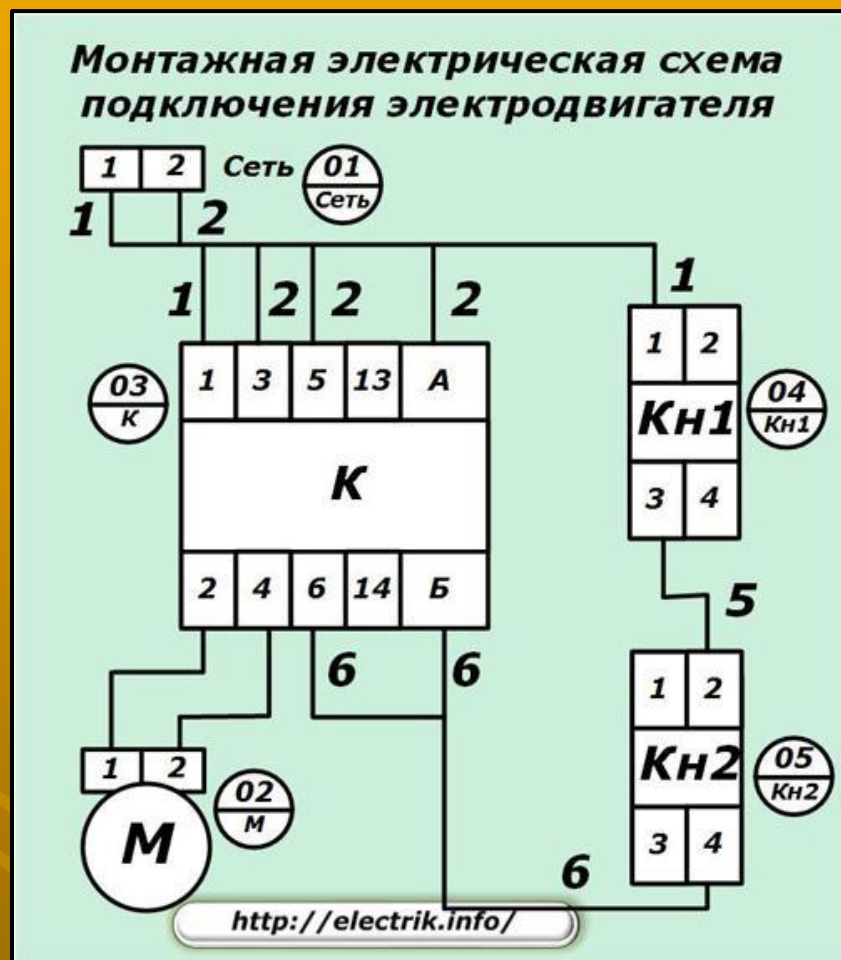 Монтажная электрическая схема
подключения электродвигателя
1 2 Сеть 01
Сеть
1 2
1 2 2 2 1
1 2
03
К
1 3 5 13 А
04
Кн1
Кн1
К
3 4
2 4 6 14 Б
5
6 6
1 2
1 2
02
М
Кн2
05
Кн2
М
3 4
6
http://electrik.info/